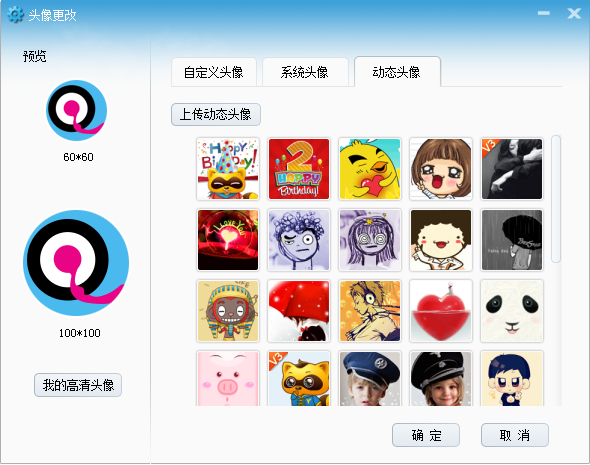 头像更改
预览
60*60
100*100
我的高清头像
自定义头像
系统头像
动态头像
上传动态头像
Happy
BirthDay!
2
HAPPY
Birthday!
V3
I Love You
V3
确 定
取 消